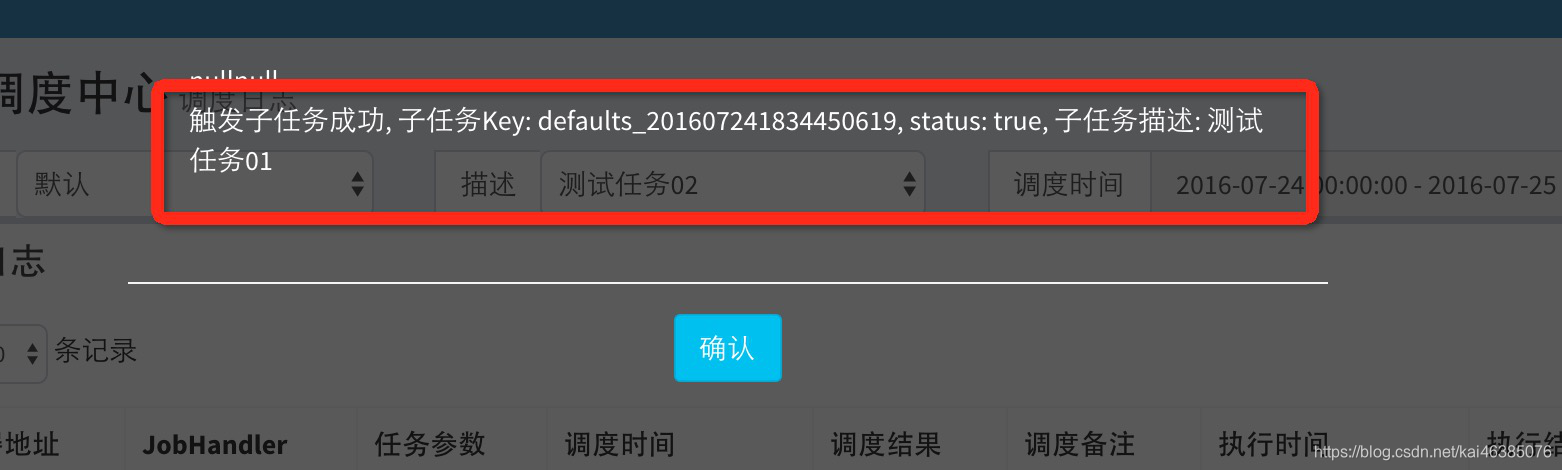 nullnull
调度中心 调度日志
触发子任务成功, 子任务Key: defaults_201607241834450619, status: true, 子任务描述: 测试
任务01
默认 描述 测试任务02 调度时间 2016-07-24 00:00:00 - 2016-07-25
日志
确认
条记录
地址 JobHandler 任务参数 调度时间 调度结果 调度备注 执行时间 执行结
https://blog.csdn.net/kai46385076